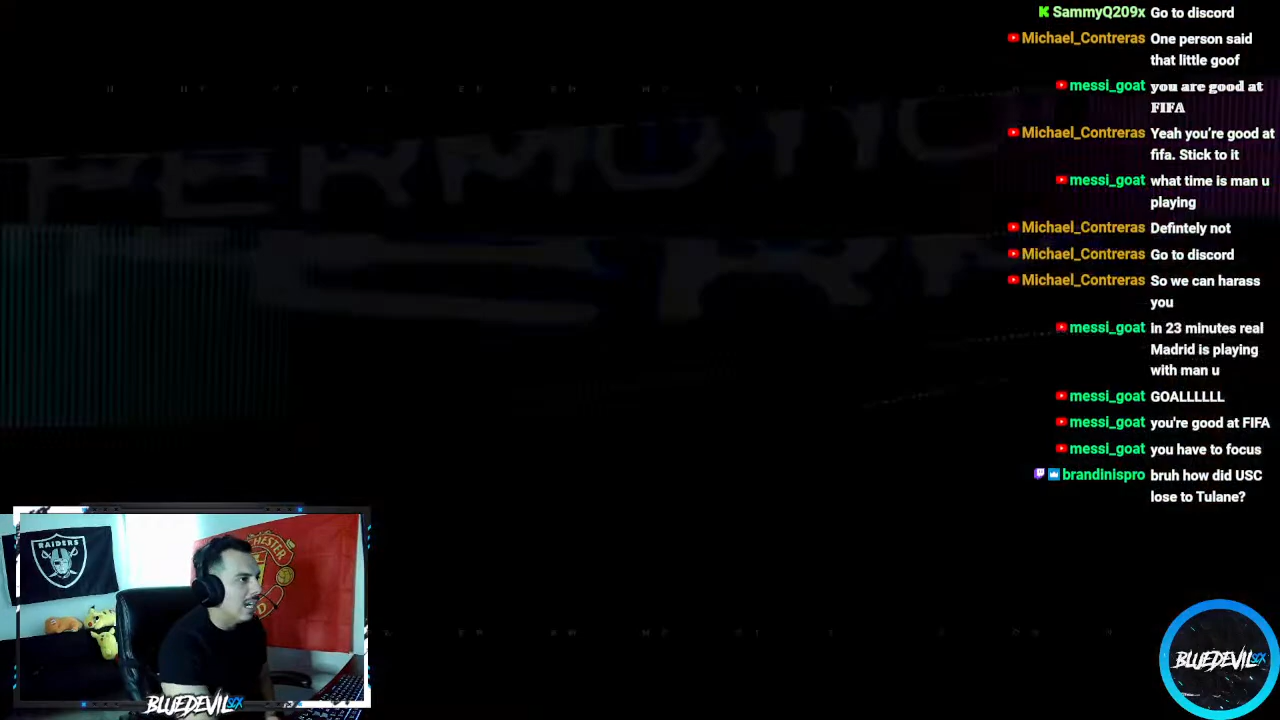 SammyQ209x Go to discord
Michael_Contreras One person said
that little goof
messi_goat you are good at
FIFA
Michael_Contreras Yeah you’re good at
fifa. Stick to it
messi_goat what time is man u
playing
Michael_Contreras Defintely not
Michael_Contreras Go to discord
Michael_Contreras So we can harass
you
messi_goat in 23 minutes real
Madrid is playing
with man u
messi_goat GOALLLLLL
messi_goat you're good at FIFA
messi_goat you have to focus
brandinispro bruh how did USC
lose to Tulane?
RAIDERS
BLUEDEVILSCX
BLUEDEVILSCX